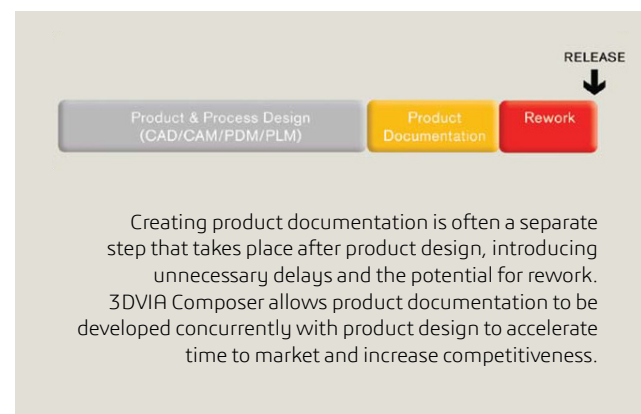 RELEASE
Product & Process Design
(CAD/CAM/PDM/PLM)
Product
Documentation
Rework
Creating product documentation is often a separate
step that takes place after product design, introducing
unnecessary delays and the potential for rework.
3DVIA Composer allows product documentation to be
developed concurrently with product design to accelerate
time to market and increase competitiveness.